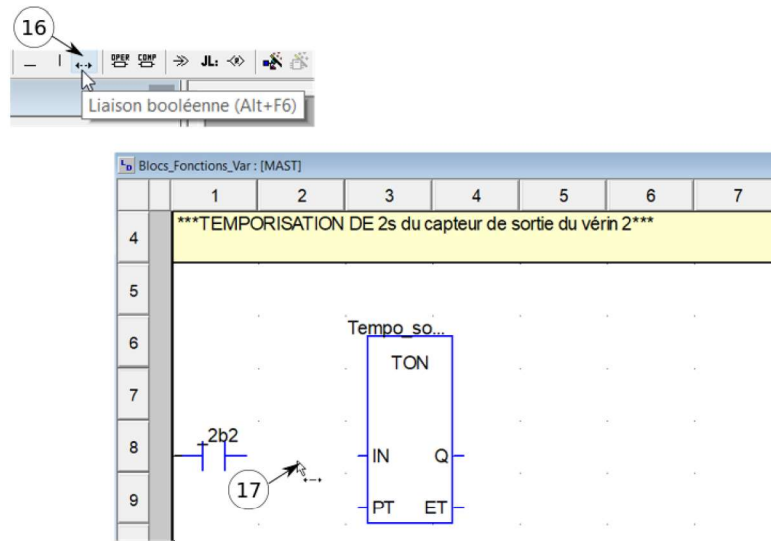 16
OPER COMP JL: R
Liaison booléenne (Alt+F6)
LD Blocs_Fonctions_Var : [MAST]
1 2 3 4 5 6 7
4 ***TEMPORISATION DE 2s du capteur de sortie du vérin 2***
5
Tempo_so...
6 TON
7
_2b2
8 IN Q
17
9 PT ET